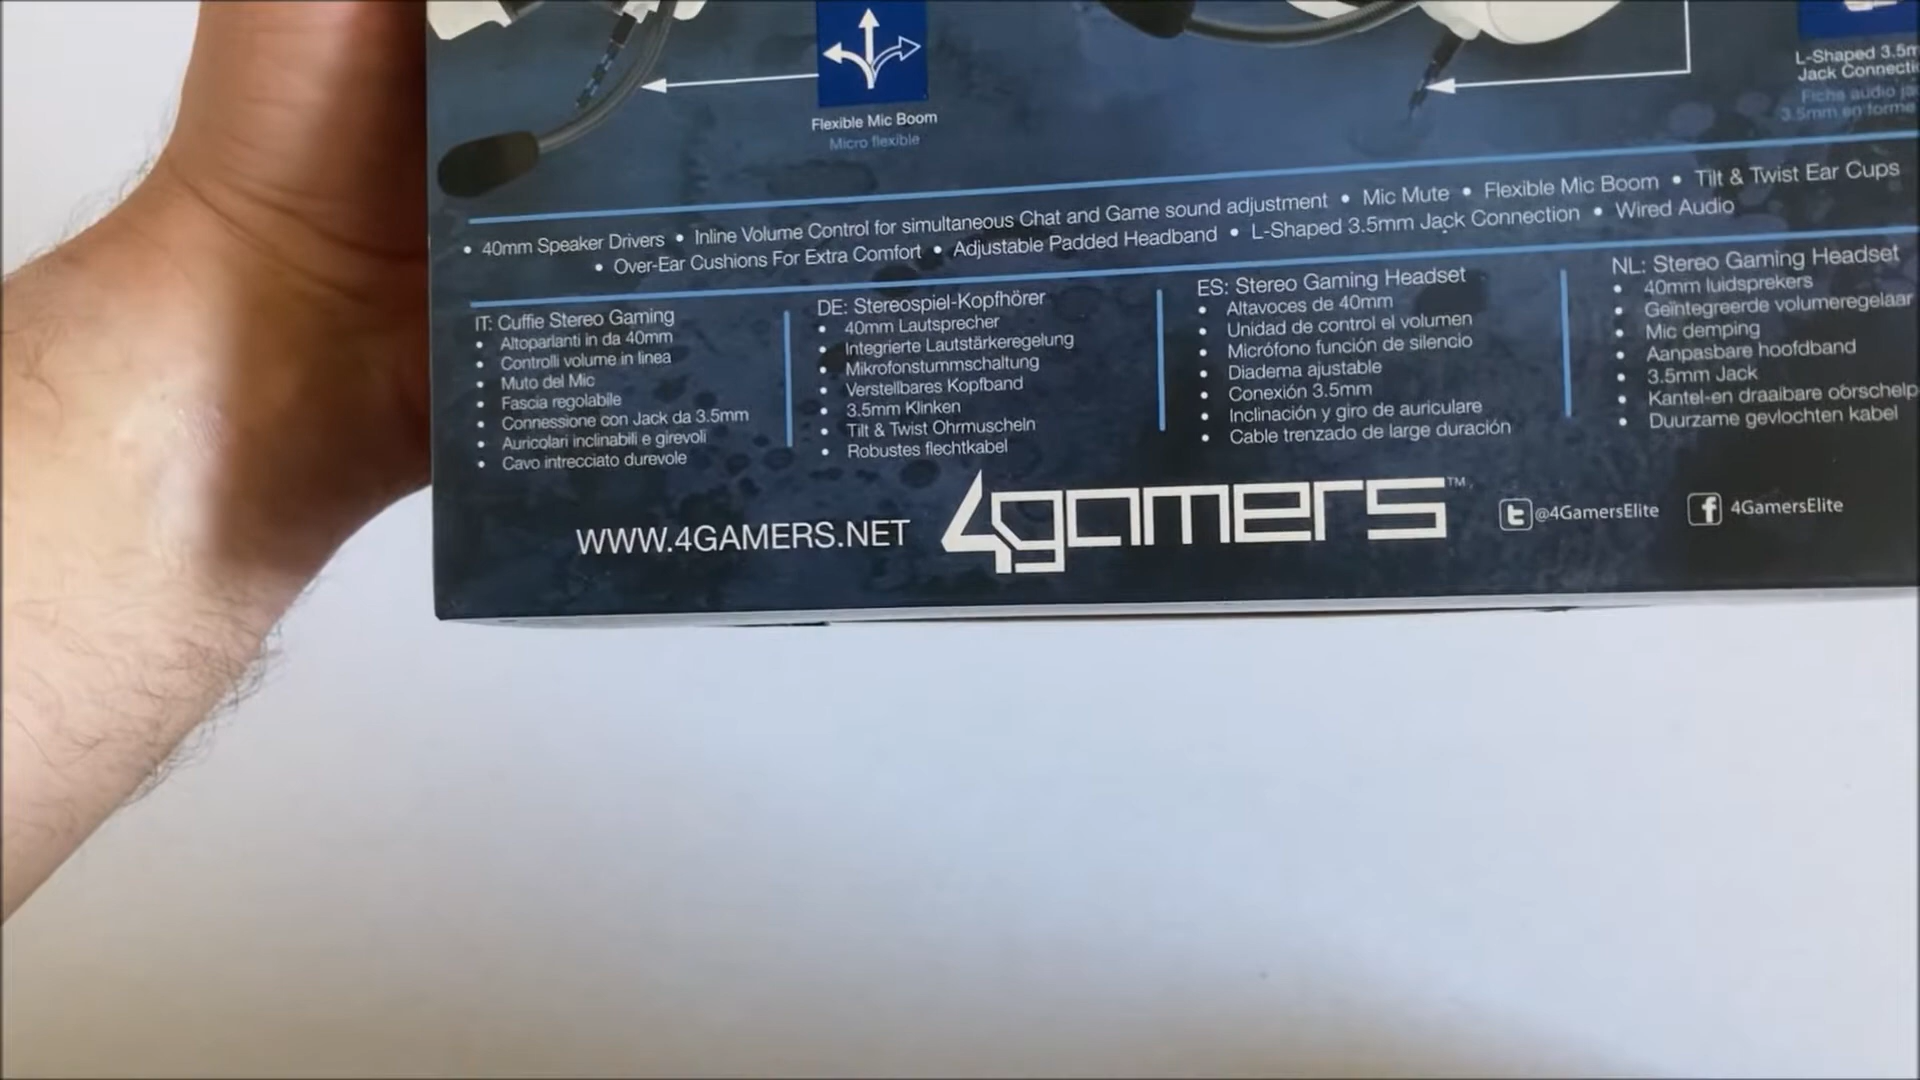 Flexible Mic Boom
Micro flexible
L-Shaped 3.5m
Jack Connecti
Fiche audio ja
3.5mm en forme
• 40mm Speaker Drivers • Inline Volume Control for simultaneous Chat and Game sound adjustment • Mic Mute • Flexible Mic Boom • Tilt & Twist Ear Cups
• Over-Ear Cushions For Extra Comfort • Adjustable Padded Headband • L-Shaped 3.5mm Jack Connection • Wired Audio
IT: Cuffie Stereo Gaming
• Altoparlanti in da 40mm
• Controlli volume in linea
• Muto del Mic
• Fascia regolabile
• Connessione con Jack da 3.5mm
• Auricolari inclinabili e girevoli
• Cavo intrecciato durevole
DE: Stereospiel-Kopfhörer
• 40mm Lautsprecher
• Integrierte Lautstärkeregelung
• Mikrofonstummschaltung
• Verstellbares Kopfband
• 3.5mm Klinken
• Tilt & Twist Ohrmuscheln
• Robustes flechtkabel
ES: Stereo Gaming Headset
• Altavoces de 40mm
• Unidad de control el volumen
• Micrófono función de silencio
• Diadema ajustable
• Conexión 3.5mm
• Inclinación y giro de auriculare
• Cable trenzado de large duración
NL: Stereo Gaming Headset
• 40mm luidsprekers
• Geïntegreerde volumeregelaar
• Mic demping
• Aanpasbare hoofdband
• 3.5mm Jack
• Kantel-en draaibare oorschelp
• Duurzame gevlochten kabel
WWW.4GAMERS.NET
4gamers™
@4GamersElite
4GamersElite